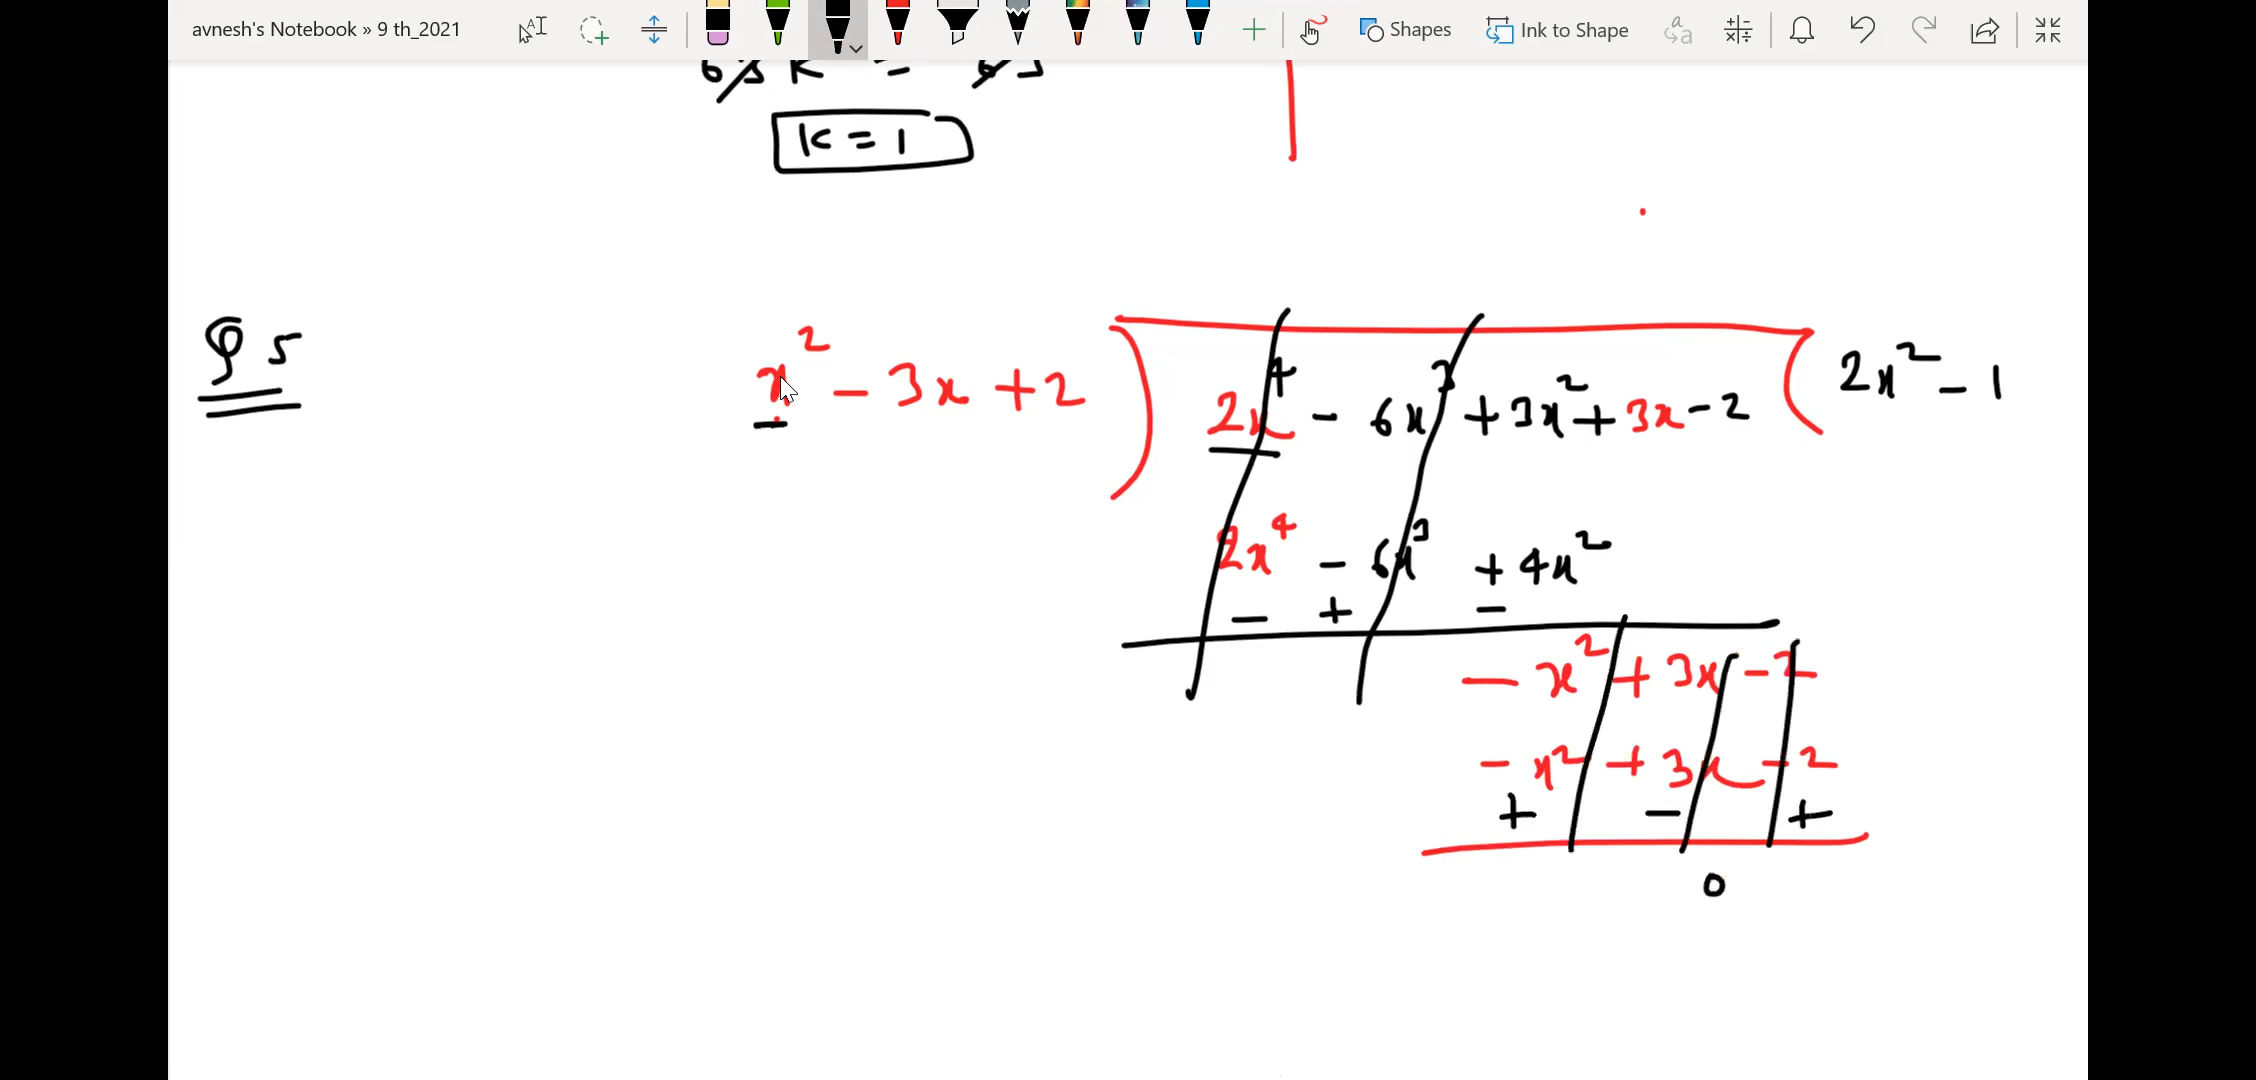 avnesh's Notebook » 9 th_2021 Shapes Ink to Shape
K = 1
Q 5 x² - 3x + 2 ) 2x⁴ - 6x³ + 3x² + 3x - 2 ( 2x² - 1
2x⁴ - 6x³ + 4x²
- + -
- x² + 3x - 2
- x² + 3x - 2
+ - +
0